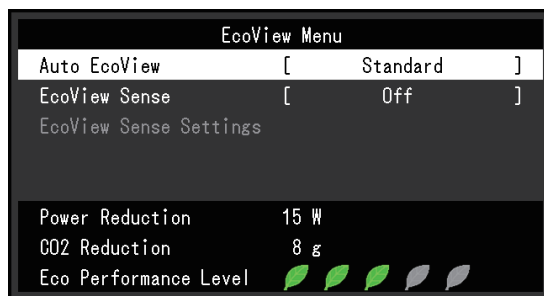 EcoView Menu
Auto EcoView [ Standard ]
EcoView Sense [ Off ]
EcoView Sense Settings
Power Reduction 15 W
CO2 Reduction 8 g
Eco Performance Level